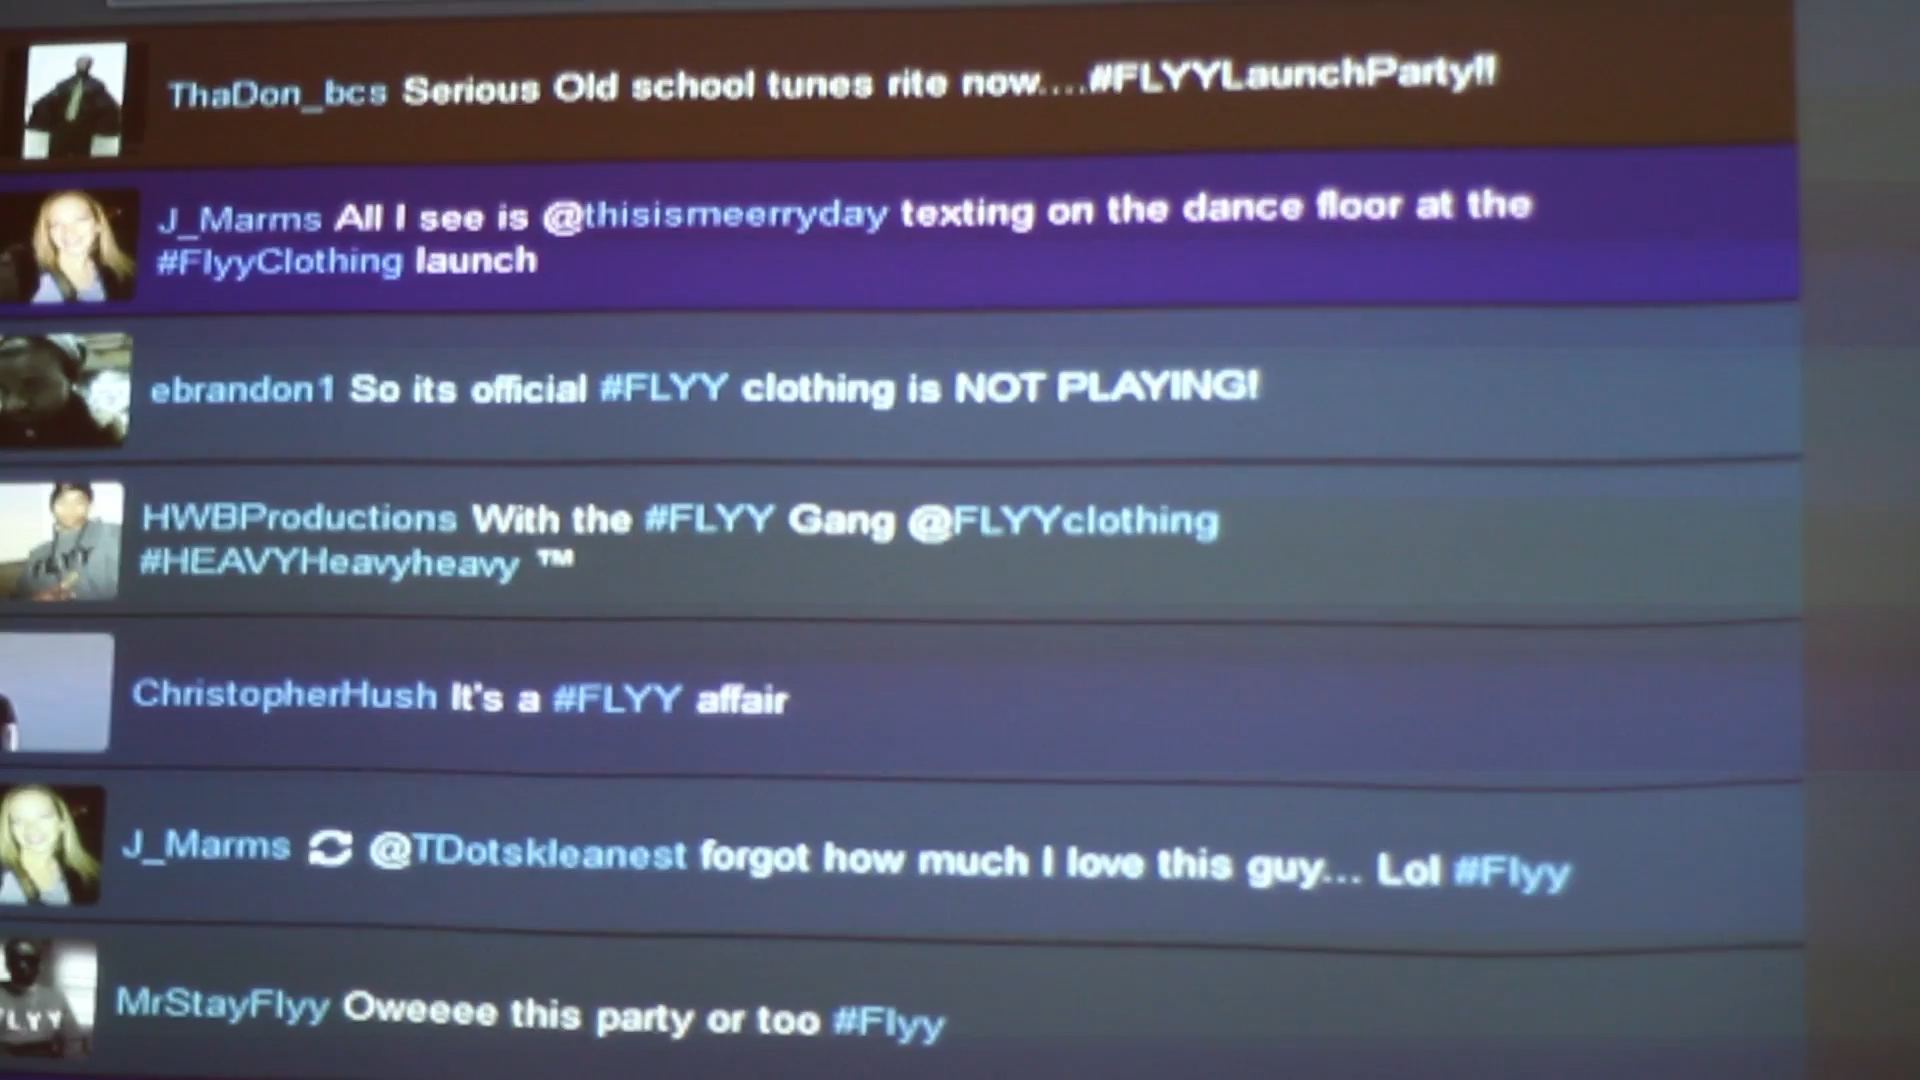 ThaDon_bcs Serious Old school tunes rite now....#FLYYLaunchParty!!
J_Marms All I see is @thisismeerryday texting on the dance floor at the
#FlyyClothing launch
ebrandon1 So its official #FLYY clothing is NOT PLAYING!
HWBProductions With the #FLYY Gang @FLYYclothing
#HEAVYHeavyheavy ™
FLYY
ChristopherHush It's a #FLYY affair
J_Marms @TDotskleanest forgot how much I love this guy... Lol #Flyy
MrStayFlyy Oweeee this party or too #Flyy
FLYY